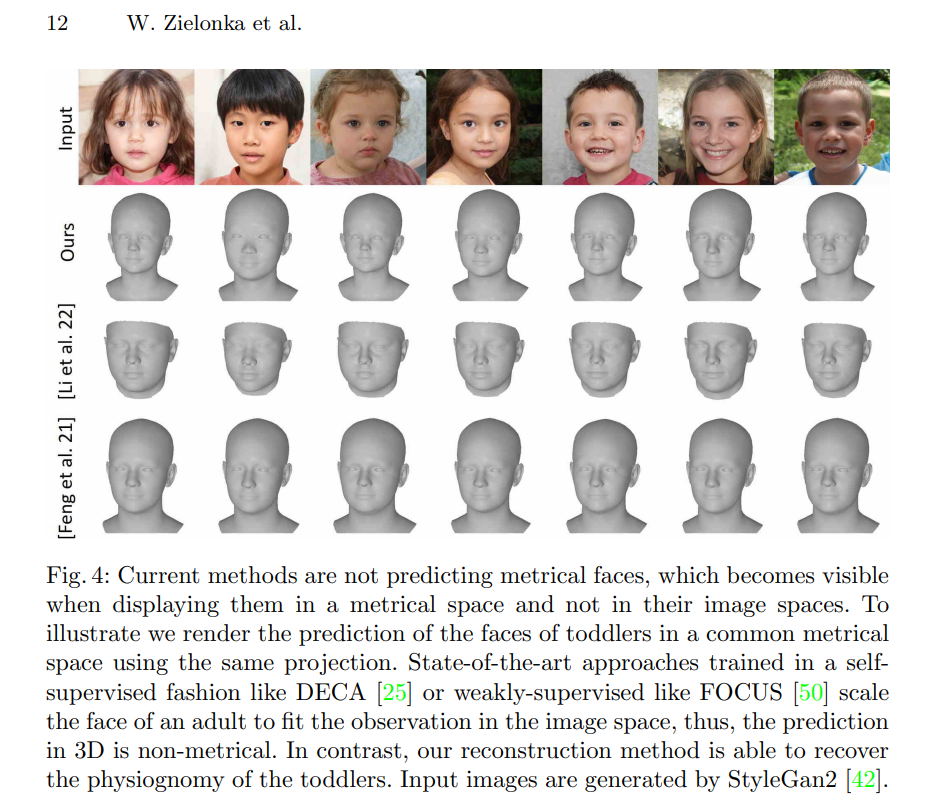 12 W. Zielonka et al.
Input
Ours
[Li et al. 22]
[Feng et al. 21]
Fig. 4: Current methods are not predicting metrical faces, which becomes visible
when displaying them in a metrical space and not in their image spaces. To
illustrate we render the prediction of the faces of toddlers in a common metrical
space using the same projection. State-of-the-art approaches trained in a self-
supervised fashion like DECA [25] or weakly-supervised like FOCUS [50] scale
the face of an adult to fit the observation in the image space, thus, the prediction
in 3D is non-metrical. In contrast, our reconstruction method is able to recover
the physiognomy of the toddlers. Input images are generated by StyleGan2 [42].